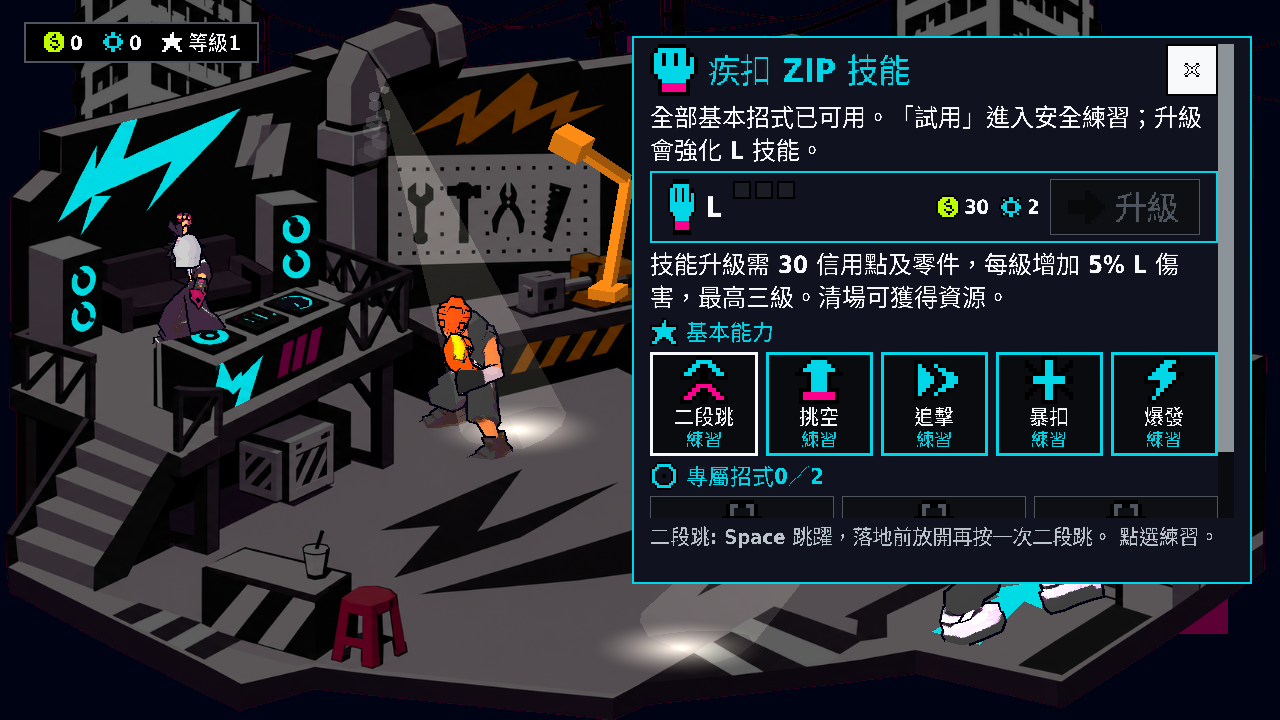 0 0 等級1
疾扣 ZIP 技能
全部基本招式已可用。「試用」進入安全練習；升級
會強化 L 技能。
L 30 2 升級
技能升級需 30 信用點及零件，每級增加 5% L 傷
害，最高三級。清場可獲得資源。
基本能力
二段跳 挑空 追擊 暴扣 爆發
練習 練習 練習 練習 練習
專屬招式0／2
二段跳: Space 跳躍，落地前放開再按一次二段跳。 點選練習。